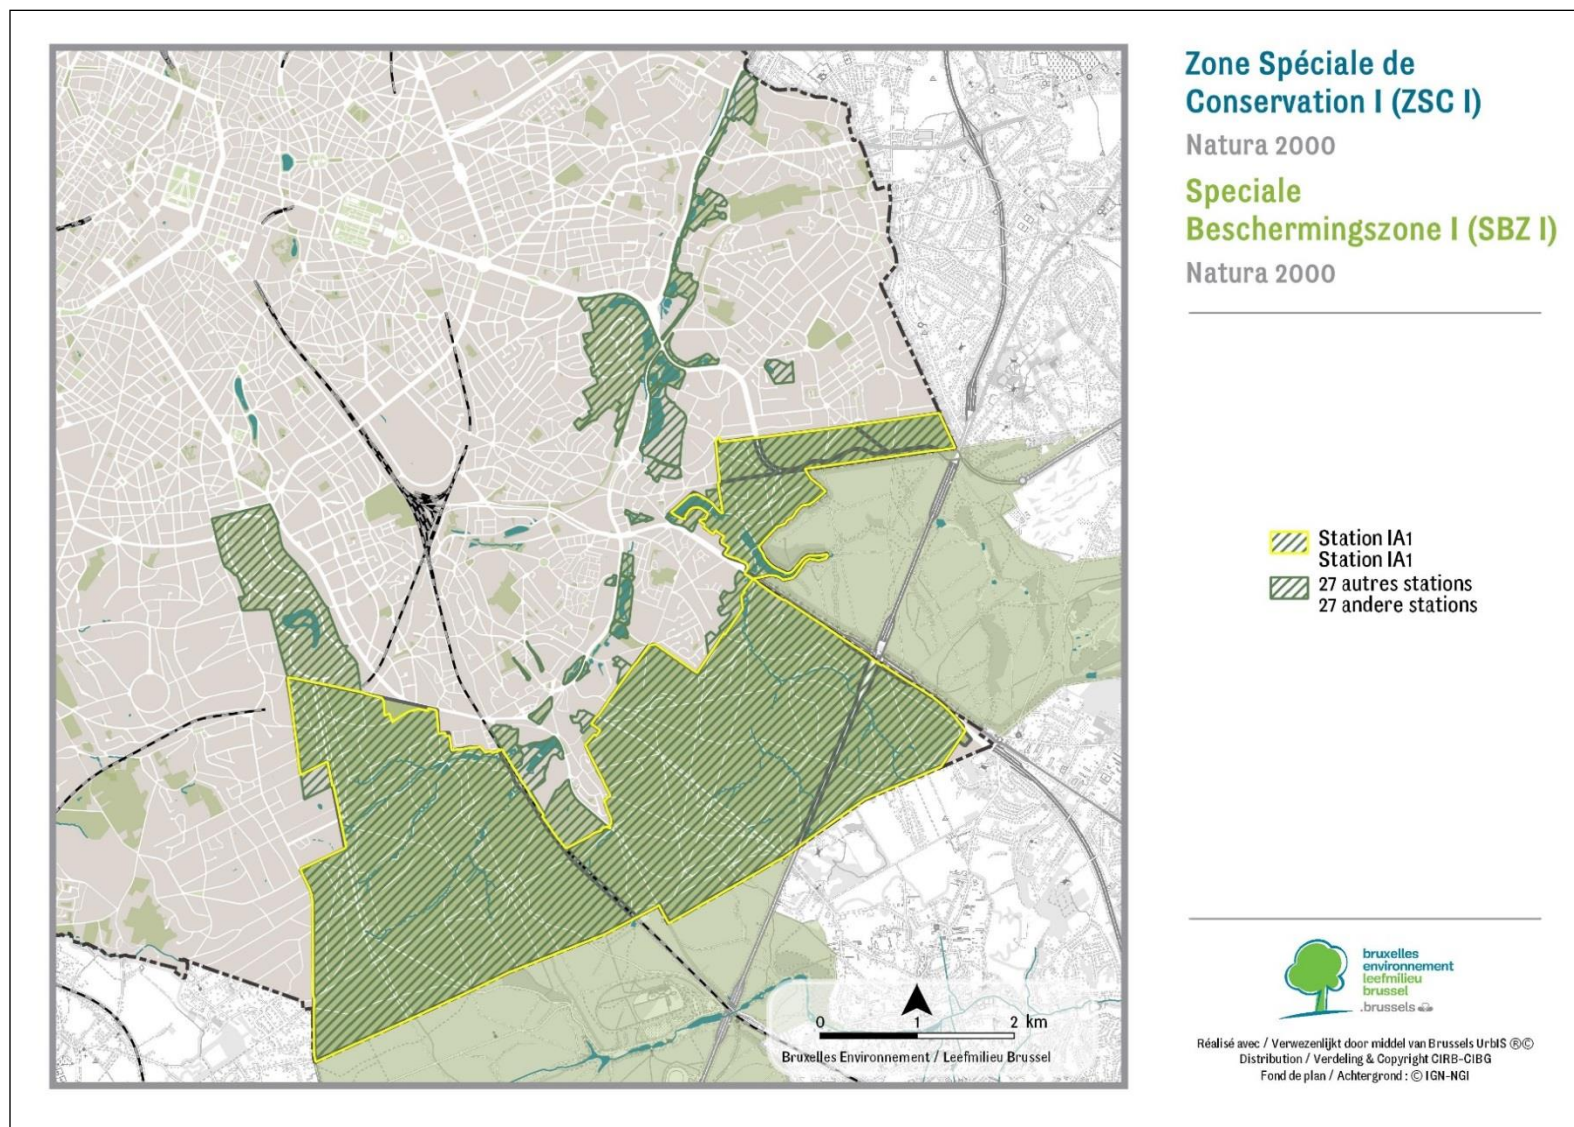 Zone Spéciale de
Conservation I (ZSC I)
Natura 2000
Speciale
Beschermingszone I (SBZ I)
Natura 2000
Station IA1
Station IA1
27 autres stations
27 andere stations
0 1 2 km
Bruxelles Environnement / Leefmilieu Brussel
bruxelles
environnement
leefmilieu
brussel
.brussels
Réalisé avec / Verwezenlijkt door middel van Brussels UrbIS ®©
Distribution / Verdeling & Copyright CIRB-CIBG
Fond de plan / Achtergrond : © IGN-NGI